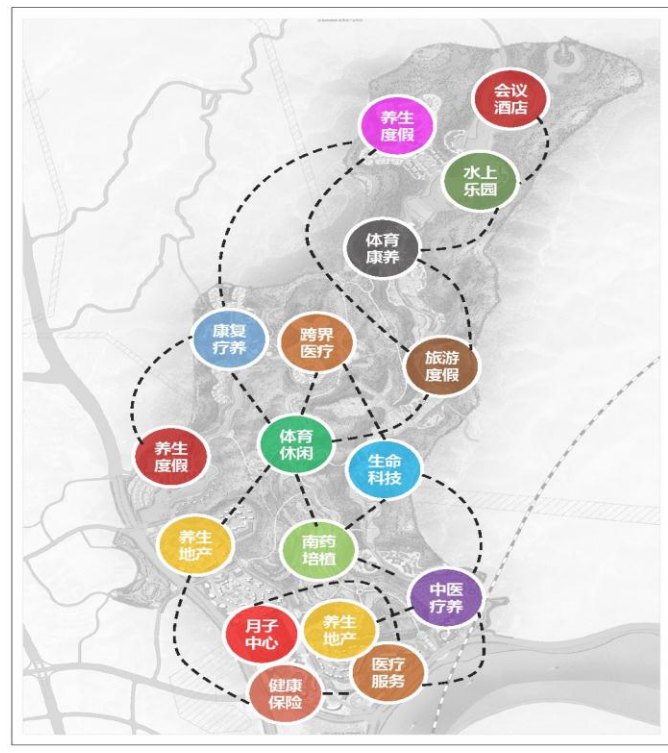 会议
酒店
养生
度假
水上
乐园
体育
康养
康复
疗养
跨界
医疗
旅游
度假
体育
休闲
养生
度假
生命
科技
养生
地产
南药
培植
中医
疗养
月子
中心
养生
地产
医疗
服务
健康
保险